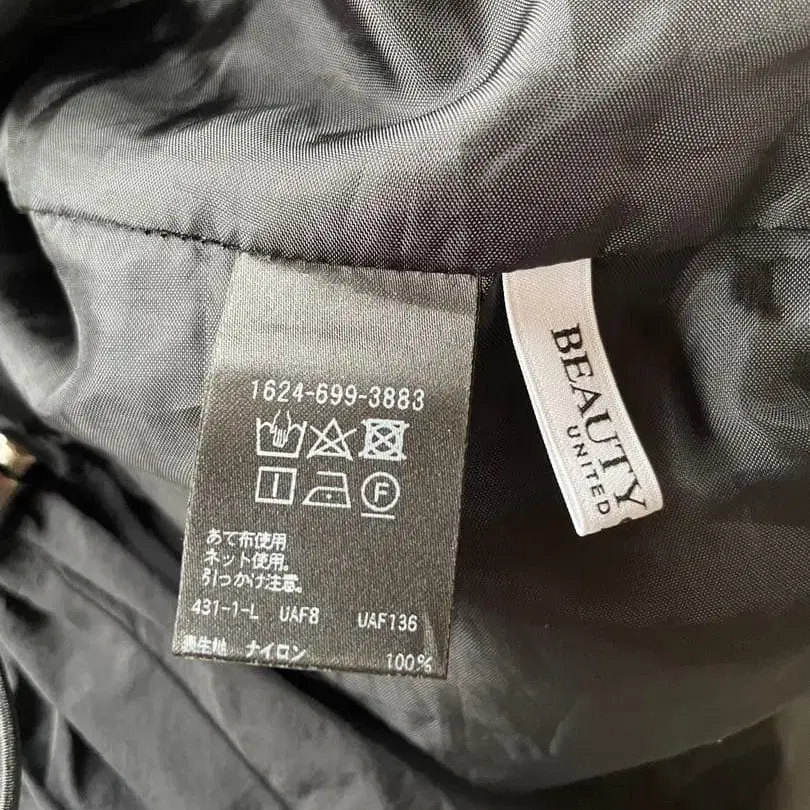 1624-699-3883
F
あて布使用
ネット使用。
引っかけ注意。
431-1-L UAF8 UAF136
表生地 ナイロン 100%
BEAUTY
UNITED